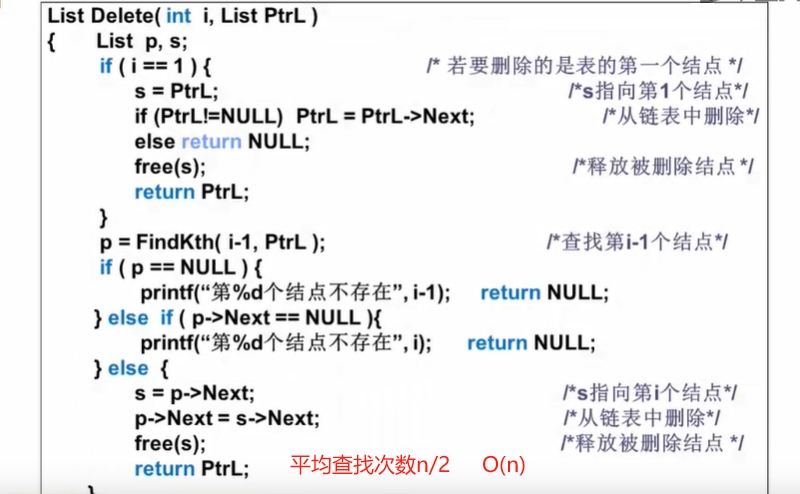 List Delete( int i, List PtrL )
{ List p, s;
if ( i == 1 ) { /* 若要删除的是表的第一个结点 */
s = PtrL; /*s指向第1个结点*/
if (PtrL!=NULL) PtrL = PtrL->Next; /*从链表中删除*/
else return NULL;
free(s); /*释放被删除结点 */
return PtrL;
}
p = FindKth( i-1, PtrL ); /*查找第i-1个结点*/
if ( p == NULL ) {
printf(“第%d个结点不存在”, i-1); return NULL;
} else if ( p->Next == NULL ){
printf(“第%d个结点不存在”, i); return NULL;
} else {
s = p->Next; /*s指向第i个结点*/
p->Next = s->Next; /*从链表中删除*/
free(s); /*释放被删除结点 */
return PtrL; 平均查找次数n/2 O(n)
}